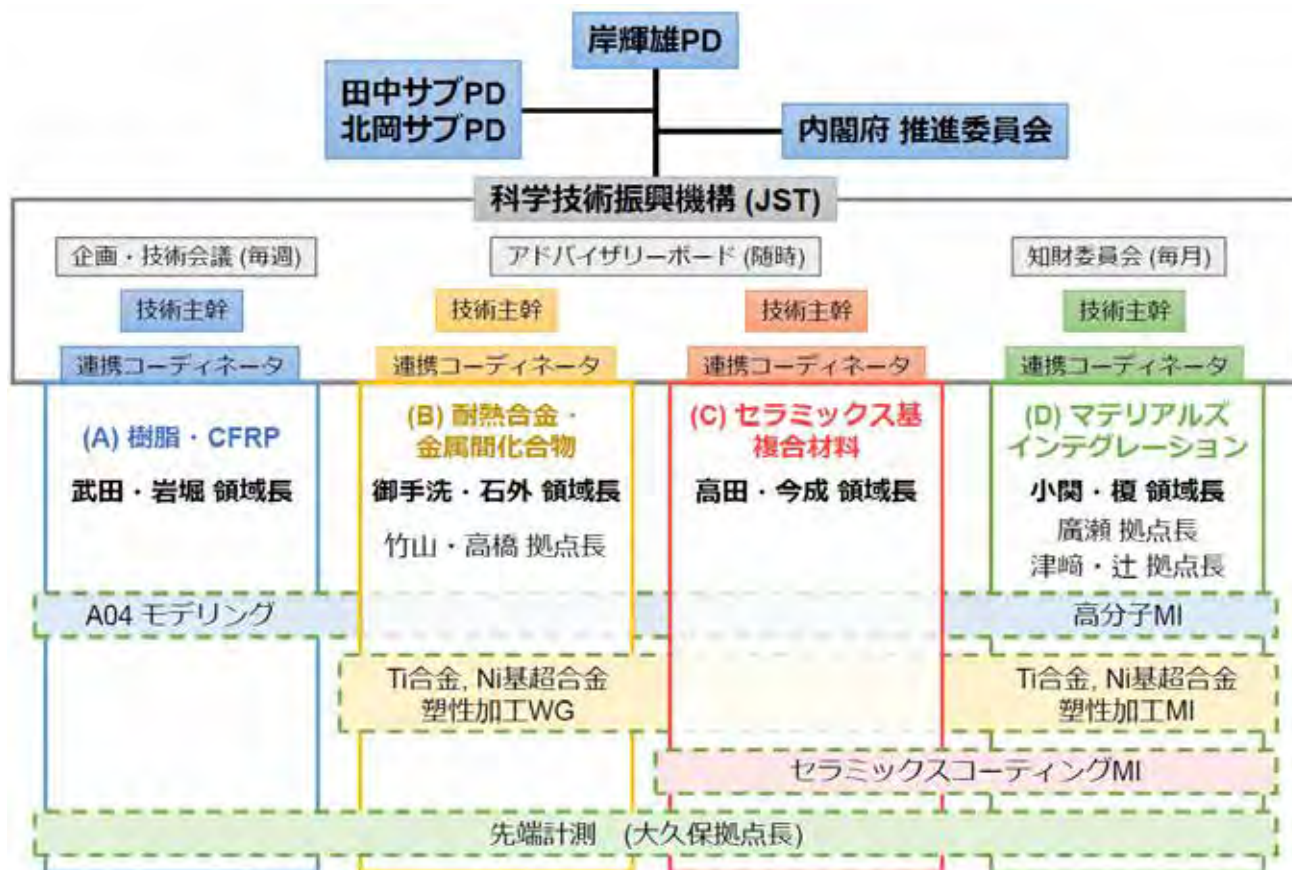 岸輝雄PD
田中サブPD
北岡サブPD
内閣府 推進委員会
科学技術振興機構 (JST)
企画・技術会議 (毎週)
アドバイザリーボード (随時)
知財委員会 (毎月)
技術主幹
技術主幹
技術主幹
技術主幹
連携コーディネータ
連携コーディネータ
連携コーディネータ
連携コーディネータ
(A) 樹脂・CFRP
武田・岩堀 領域長
(B) 耐熱合金・
金属間化合物
御手洗・石外 領域長
竹山・高橋 拠点長
(C) セラミックス基
複合材料
高田・今成 領域長
(D) マテリアルズ
インテグレーション
小関・榎 領域長
廣瀬 拠点長
津﨑・辻 拠点長
A04 モデリング
高分子MI
Ti合金, Ni基超合金
塑性加工WG
Ti合金, Ni基超合金
塑性加工MI
セラミックスコーティングMI
先端計測 (大久保拠点長)